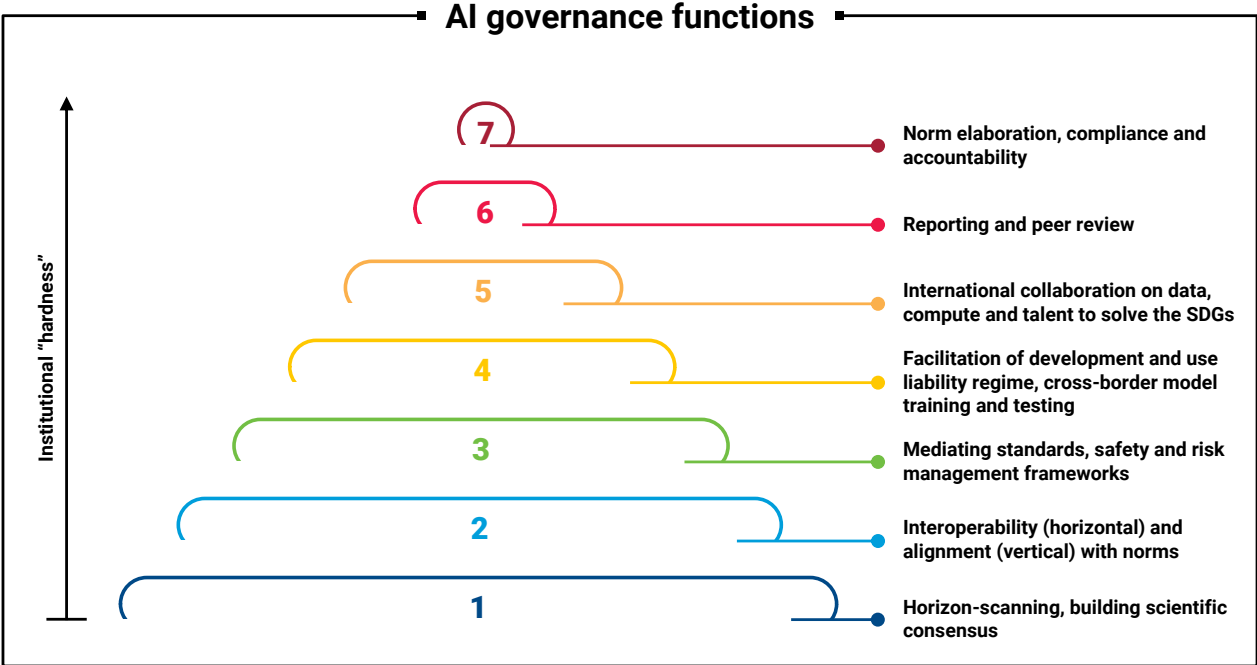 AI governance functions
Institutional “hardness”
7
Norm elaboration, compliance and
accountability
6
Reporting and peer review
5
International collaboration on data,
compute and talent to solve the SDGs
4
Facilitation of development and use
liability regime, cross-border model
training and testing
3
Mediating standards, safety and risk
management frameworks
2
Interoperability (horizontal) and
alignment (vertical) with norms
1
Horizon-scanning, building scientific
consensus